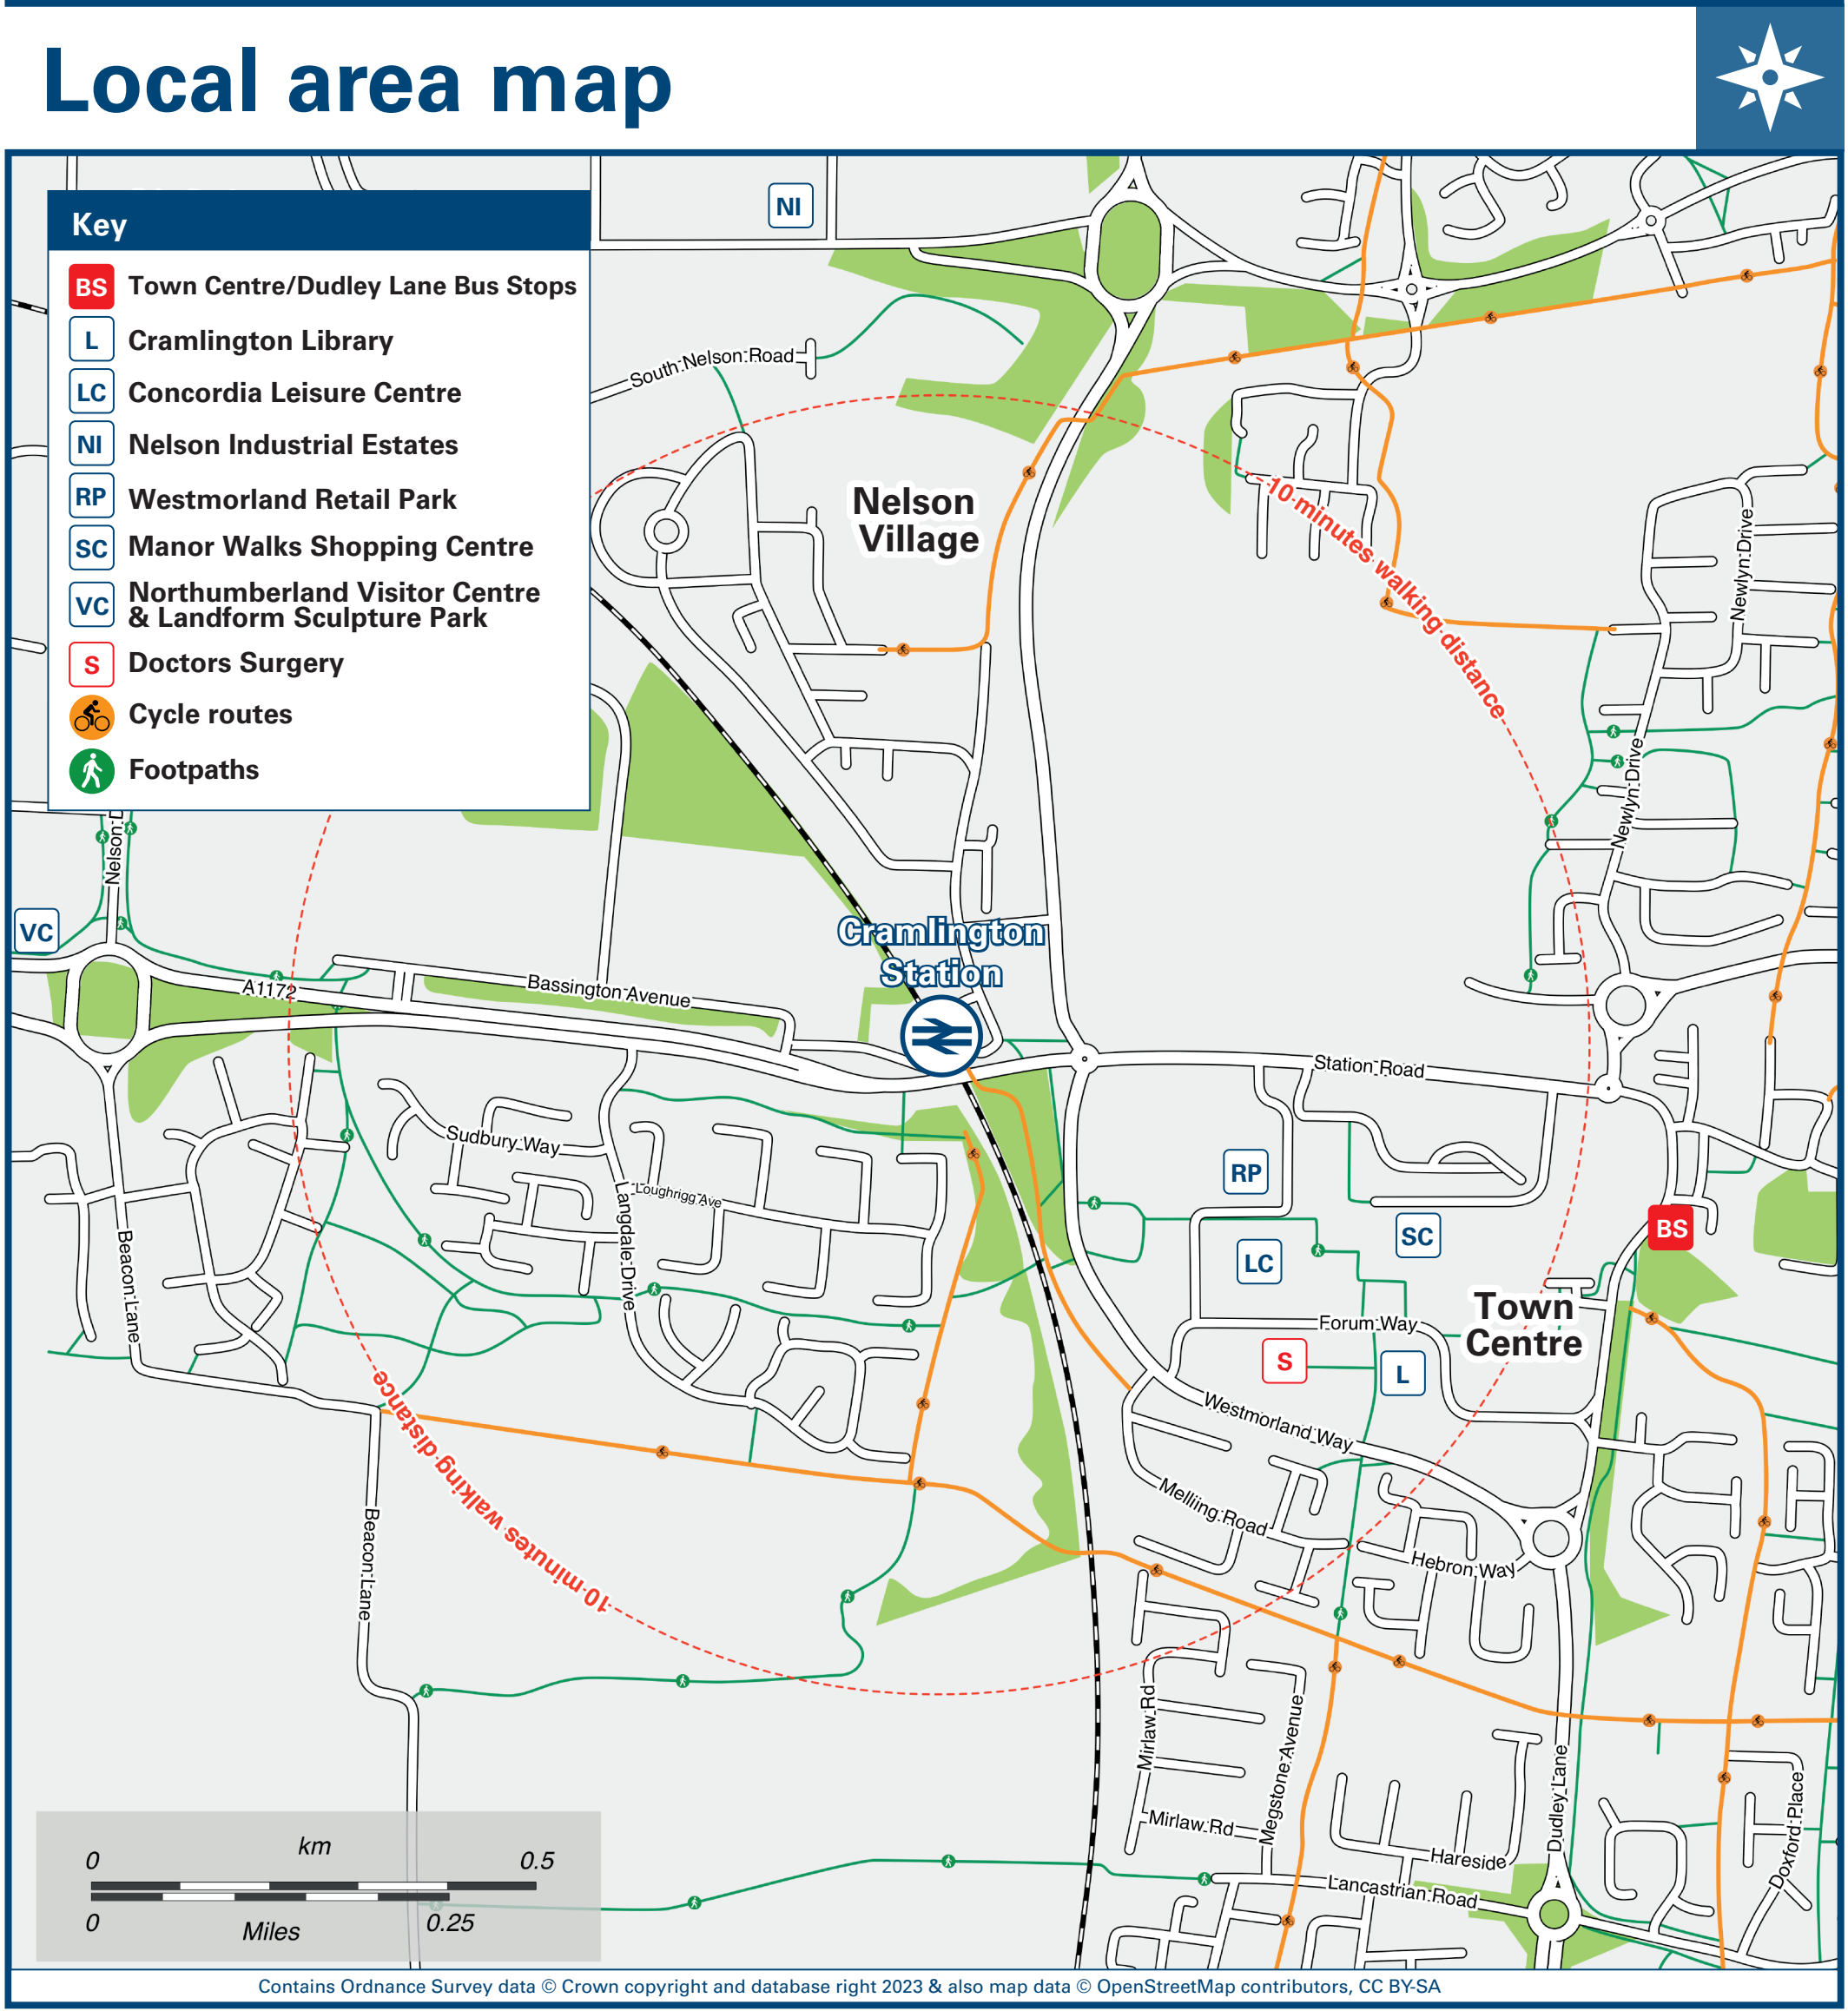 Local area map
Key
BS Town Centre/Dudley Lane Bus Stops
L Cramlington Library
LC Concordia Leisure Centre
NI Nelson Industrial Estates
RP Westmorland Retail Park
SC Manor Walks Shopping Centre
VC Northumberland Visitor Centre
& Landform Sculpture Park
S Doctors Surgery
Cycle routes
Footpaths
NI
South Nelson Road
Nelson
Village
10 minutes walking distance
Newlyn Drive
Newlyn Drive
Nelson D
VC
Cramlington
Station
A1172
Bassington Avenue
Station Road
Sudbury Way
Loughrigg Ave
Langdale Drive
Beacon Lane
RP
SC
BS
LC
Town
Centre
Forum Way
S
L
Westmorland Way
10 minutes walking distance
Melling Road
Hebron Way
Beacon Lane
Mirlaw Rd
Megstone Avenue
Mirlaw Rd
Dudley Lane
Doxford Place
Hareside
Lancastrian Road
km
0 0.5
0 0.25
Miles
Contains Ordnance Survey data © Crown copyright and database right 2023 & also map data © OpenStreetMap contributors, CC BY-SA